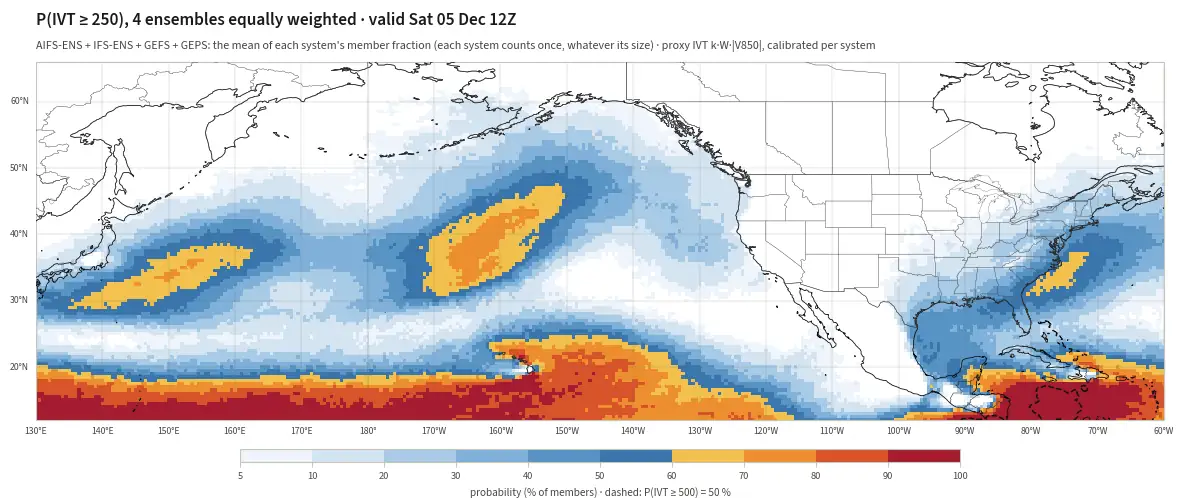 P(IVT ≥ 250), 4 ensembles equally weighted · valid Sat 05 Dec 12Z
AIFS-ENS + IFS-ENS + GEFS + GEPS: the mean of each system's member fraction (each system counts once, whatever its size) · proxy IVT k·W·|V850|, calibrated per system
60°N
50°N
40°N
30°N
20°N
130°E 140°E 150°E 160°E 170°E 180° 170°W 160°W 150°W 140°W 130°W 120°W 110°W 100°W 90°W 80°W 70°W 60°W
5 10 20 30 40 50 60 70 80 90 100
probability (% of members) · dashed: P(IVT ≥ 500) = 50 %